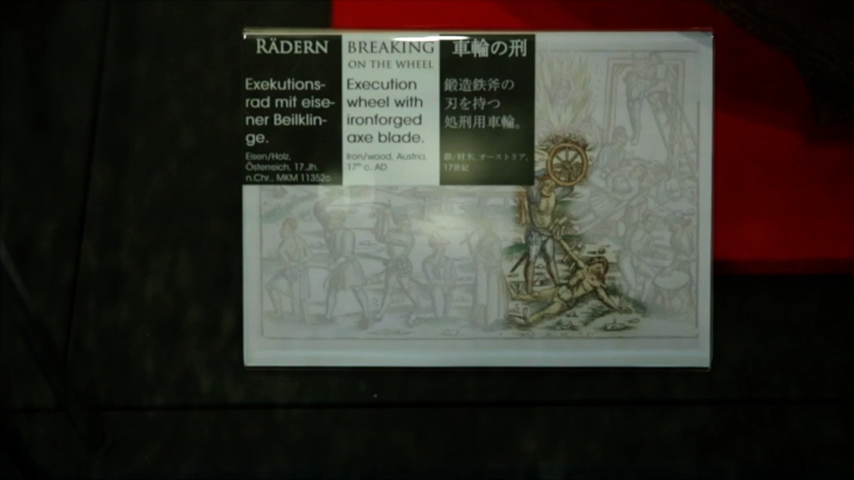 RÄDERN
Exekutions-
rad mit eise-
ner Beilklin-
ge.
Eisen/Holz,
Österreich, 17.Jh.
n.Chr., MKM 11352c
BREAKING
ON THE WHEEL
Execution
wheel with
ironforged
axe blade.
Iron/wood, Austria,
17th c. AD
車輪の刑
鍛造鉄斧の
刃を持つ
処刑用車輪。
鉄/材木, オーストリア,
17世紀